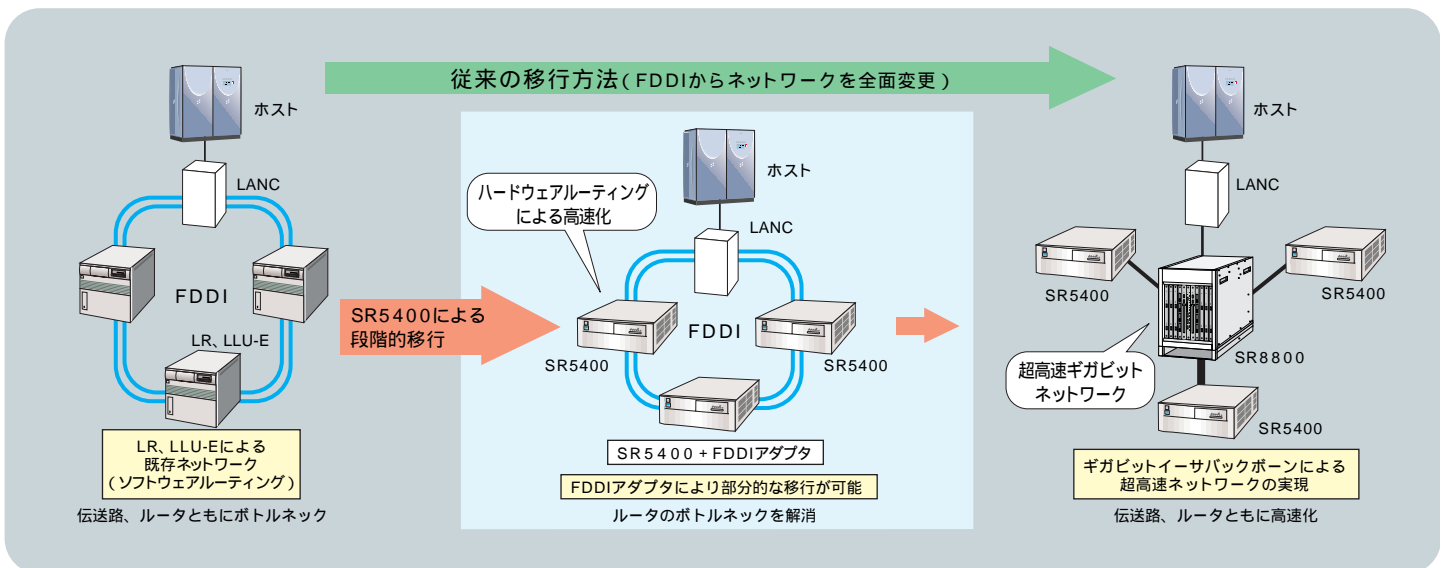 従来の移行方法(FDDIからネットワークを全面変更)
ホスト
LANC
FDDI
LR、LLU-E
LR、LLU-Eによる
既存ネットワーク
(ソフトウェアルーティング)
伝送路、ルータともにボトルネック
SR5400による
段階的移行
ホスト
ハードウェアルーティング
による高速化
LANC
FDDI
SR5400
SR5400
SR5400+FDDIアダプタ
FDDIアダプタにより部分的な移行が可能
ルータのボトルネックを解消
ホスト
LANC
SR5400
SR5400
SR8800
超高速ギガビット
ネットワーク
SR5400
ギガビットイーサバックボーンによる
超高速ネットワークの実現
伝送路、ルータともに高速化